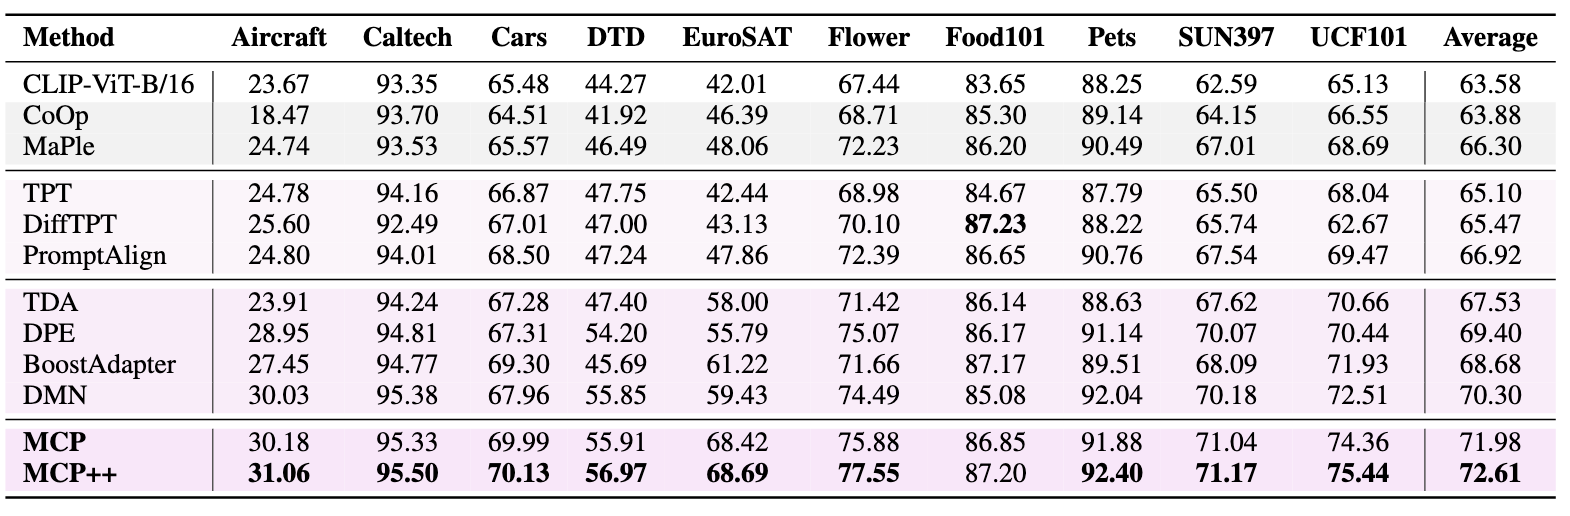 Method Aircraft Caltech Cars DTD EuroSAT Flower Food101 Pets SUN397 UCF101 Average
CLIP-ViT-B/16 23.67 93.35 65.48 44.27 42.01 67.44 83.65 88.25 62.59 65.13 63.58
CoOp 18.47 93.70 64.51 41.92 46.39 68.71 85.30 89.14 64.15 66.55 63.88
MaPle 24.74 93.53 65.57 46.49 48.06 72.23 86.20 90.49 67.01 68.69 66.30
TPT 24.78 94.16 66.87 47.75 42.44 68.98 84.67 87.79 65.50 68.04 65.10
DiffTPT 25.60 92.49 67.01 47.00 43.13 70.10 87.23 88.22 65.74 62.67 65.47
PromptAlign 24.80 94.01 68.50 47.24 47.86 72.39 86.65 90.76 67.54 69.47 66.92
TDA 23.91 94.24 67.28 47.40 58.00 71.42 86.14 88.63 67.62 70.66 67.53
DPE 28.95 94.81 67.31 54.20 55.79 75.07 86.17 91.14 70.07 70.44 69.40
BoostAdapter 27.45 94.77 69.30 45.69 61.22 71.66 87.17 89.51 68.09 71.93 68.68
DMN 30.03 95.38 67.96 55.85 59.43 74.49 85.08 92.04 70.18 72.51 70.30
MCP 30.18 95.33 69.99 55.91 68.42 75.88 86.85 91.88 71.04 74.36 71.98
MCP++ 31.06 95.50 70.13 56.97 68.69 77.55 87.20 92.40 71.17 75.44 72.61